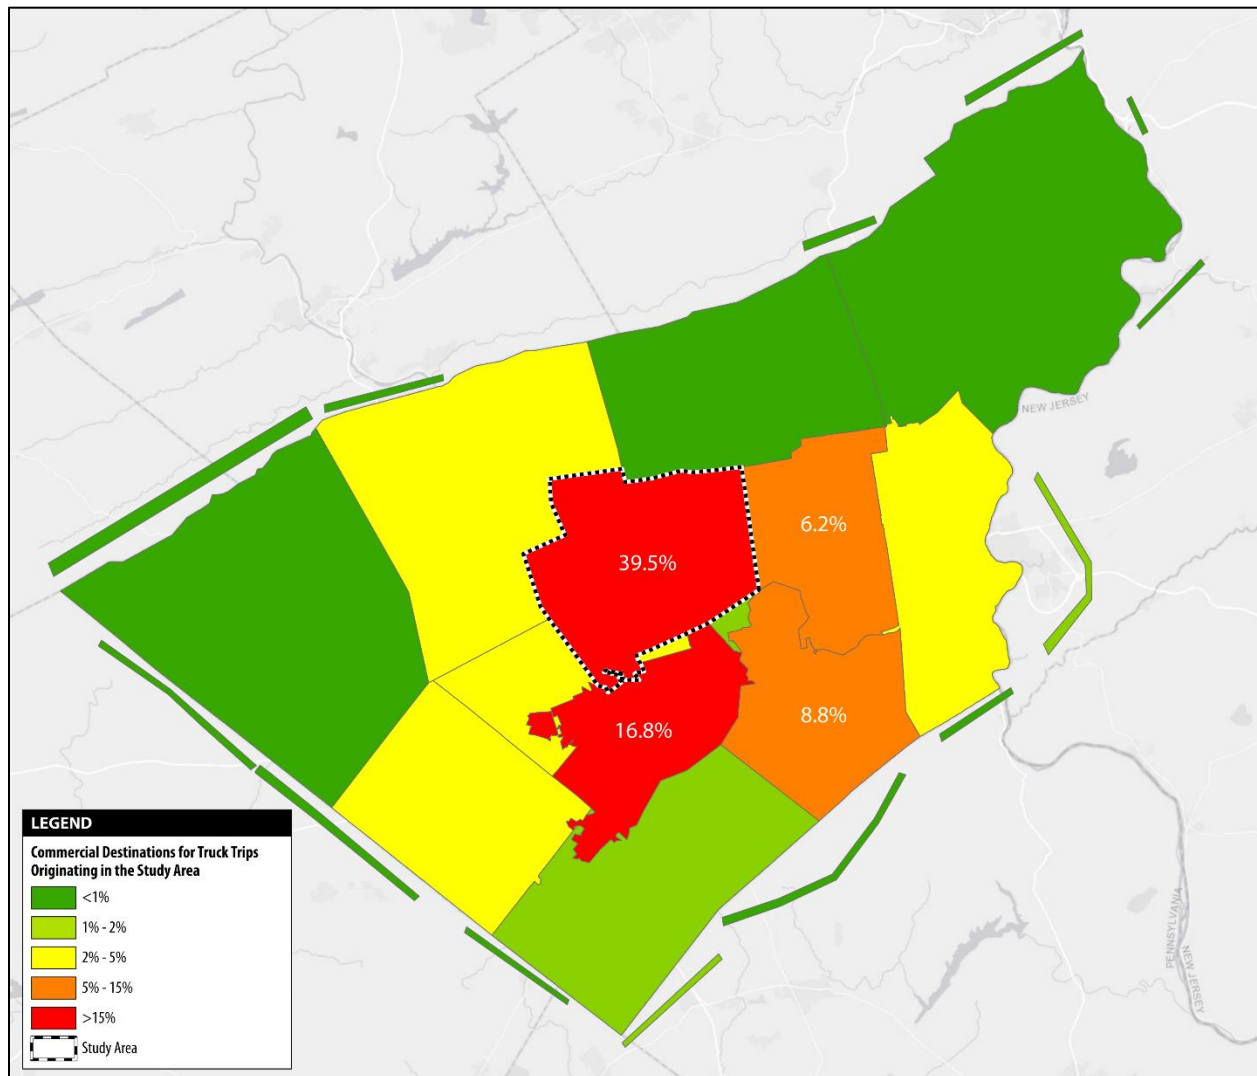 NEW JERSEY
6.2%
39.5%
8.8%
16.8%
LEGEND
Commercial Destinations for Truck Trips
Originating in the Study Area
<1%
1% - 2%
2% - 5%
5% - 15%
>15%
Study Area
PENNSYLVANIA
NEW JERSEY